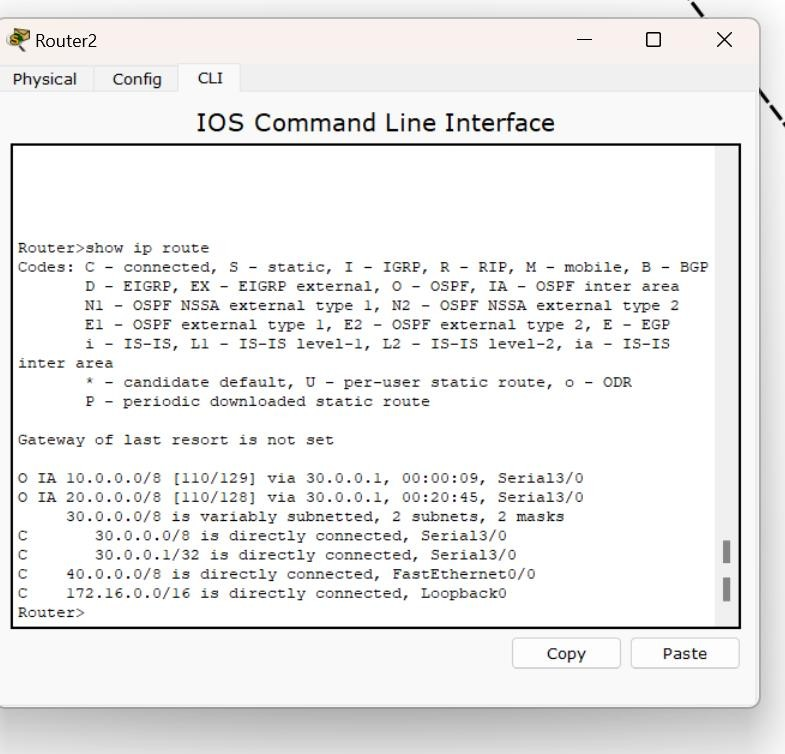 Router2
Physical Config CLI
IOS Command Line Interface
Router>show ip route
Codes: C - connected, S - static, I - IGRP, R - RIP, M - mobile, B - BGP
       D - EIGRP, EX - EIGRP external, O - OSPF, IA - OSPF inter area
       N1 - OSPF NSSA external type 1, N2 - OSPF NSSA external type 2
       E1 - OSPF external type 1, E2 - OSPF external type 2, E - EGP
       i - IS-IS, L1 - IS-IS level-1, L2 - IS-IS level-2, ia - IS-IS
inter area
       * - candidate default, U - per-user static route, o - ODR
       P - periodic downloaded static route
Gateway of last resort is not set
O IA 10.0.0.0/8 [110/129] via 30.0.0.1, 00:00:09, Serial3/0
O IA 20.0.0.0/8 [110/128] via 30.0.0.1, 00:20:45, Serial3/0
     30.0.0.0/8 is variably subnetted, 2 subnets, 2 masks
C       30.0.0.0/8 is directly connected, Serial3/0
C       30.0.0.1/32 is directly connected, Serial3/0
C    40.0.0.0/8 is directly connected, FastEthernet0/0
C    172.16.0.0/16 is directly connected, Loopback0
Router>
Copy Paste